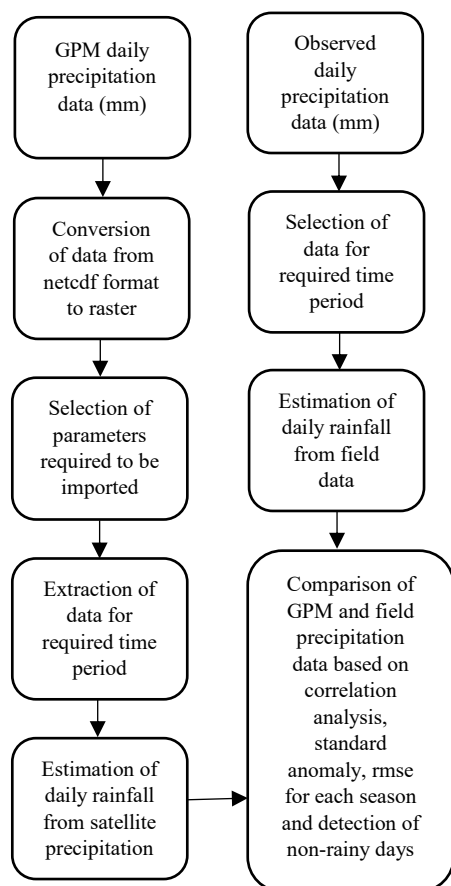 GPM daily
precipitation
data (mm)
Conversion
of data from
netcdf format
to raster
Selection of
parameters
required to be
imported
Extraction of
data for
required time
period
Estimation of
daily rainfall
from satellite
precipitation
Observed
daily
precipitation
data (mm)
Selection of
data for
required time
period
Estimation of
daily rainfall
from field
data
Comparison of
GPM and field
precipitation
data based on
correlation
analysis,
standard
anomaly, rmse
for each season
and detection of
non-rainy days